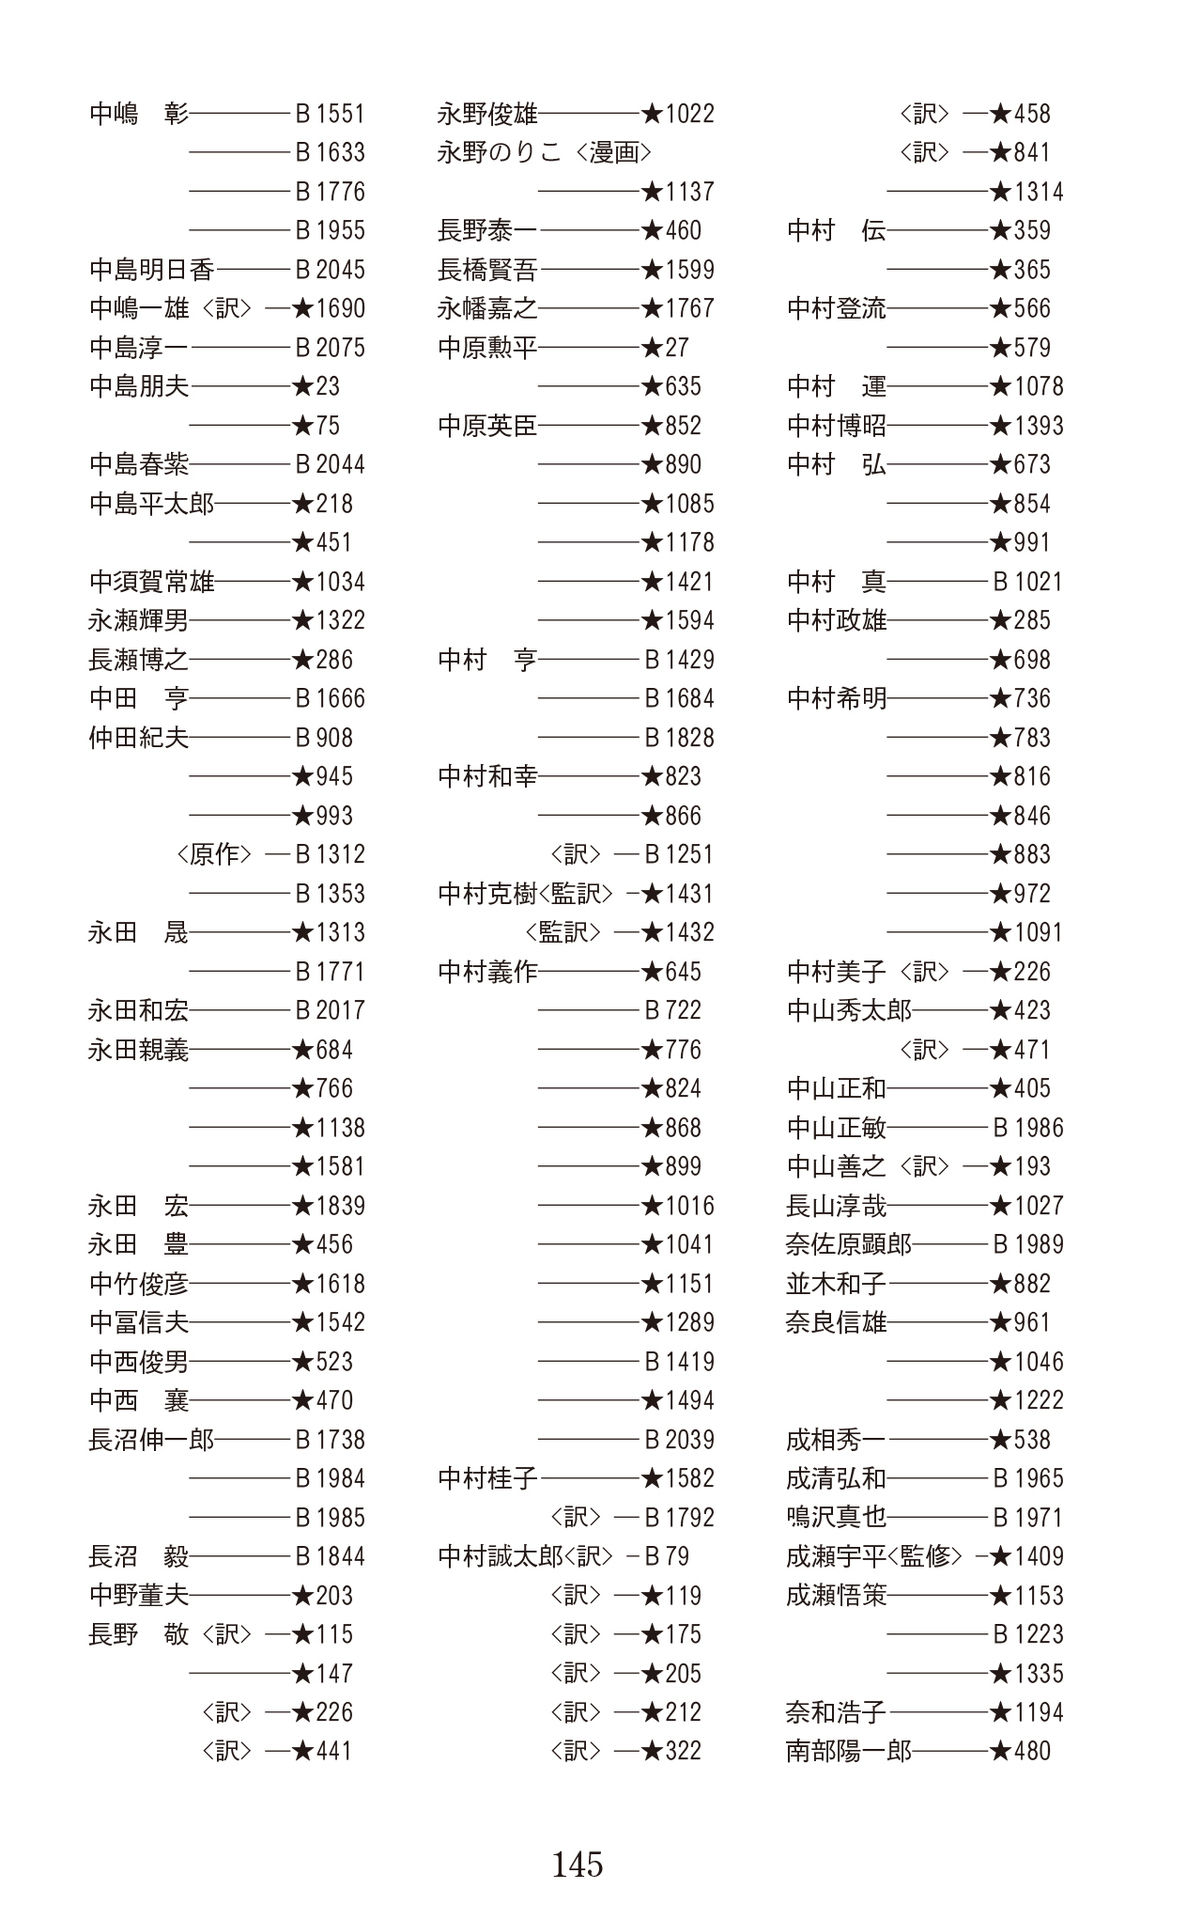 中嶋　彰――――B 1551
――――B 1633
――――B 1776
――――B 1955
中島明日香―――B 2045
中嶋一雄〈訳〉―★1690
中島淳一――――B 2075
中島朋夫――――★23
――――★75
中島春紫――――B 2044
中島平太郎―――★218
――――★451
中須賀常雄―――★1034
永瀬輝男――――★1322
長瀬博之――――★286
中田　亨――――B 1666
仲田紀夫――――B 908
――――★945
――――★993
〈原作〉―B 1312
――――B 1353
永田　晟――――★1313
――――B 1771
永田和宏――――B 2017
永田親義――――★684
――――★766
――――★1138
――――★1581
永田　宏――――★1839
永田　豊――――★456
中竹俊彦――――★1618
中冨信夫――――★1542
中西俊男――――★523
中西　襄――――★470
長沼伸一郎―――B 1738
――――B 1984
――――B 1985
長沼　毅――――B 1844
中野董夫――――★203
長野　敬〈訳〉―★115
――――★147
〈訳〉―★226
〈訳〉―★441
永野俊雄――――★1022
永野のりこ〈漫画〉
――――★1137
長野泰一――――★460
長橋賢吾――――★1599
永幡嘉之――――★1767
中原勲平――――★27
――――★635
中原英臣――――★852
――――★890
――――★1085
――――★1178
――――★1421
――――★1594
中村　亨――――B 1429
――――B 1684
――――B 1828
中村和幸――――★823
――――★866
〈訳〉―B 1251
中村克樹〈監訳〉−★1431
〈監訳〉―★1432
中村義作――――★645
――――B 722
――――★776
――――★824
――――★868
――――★899
――――★1016
――――★1041
――――★1151
――――★1289
――――B 1419
――――★1494
――――B 2039
中村桂子――――★1582
〈訳〉―B 1792
中村誠太郎〈訳〉−B 79
〈訳〉―★119
〈訳〉―★175
〈訳〉―★205
〈訳〉―★212
〈訳〉―★322
〈訳〉―★458
〈訳〉―★841
――――★1314
中村　伝――――★359
――――★365
中村登流――――★566
――――★579
中村　運――――★1078
中村博昭――――★1393
中村　弘――――★673
――――★854
――――★991
中村　真――――B 1021
中村政雄――――★285
――――★698
中村希明――――★736
――――★783
――――★816
――――★846
――――★883
――――★972
――――★1091
中村美子〈訳〉―★226
中山秀太郎―――★423
〈訳〉―★471
中山正和――――★405
中山正敏――――B 1986
中山善之〈訳〉―★193
長山淳哉――――★1027
奈佐原顕郎―――B 1989
並木和子――――★882
奈良信雄――――★961
――――★1046
――――★1222
成相秀一――――★538
成清弘和――――B 1965
鳴沢真也――――B 1971
成瀬宇平〈監修〉−★1409
成瀬悟策――――★1153
――――B 1223
――――★1335
奈和浩子――――★1194
南部陽一郎―――★480
145